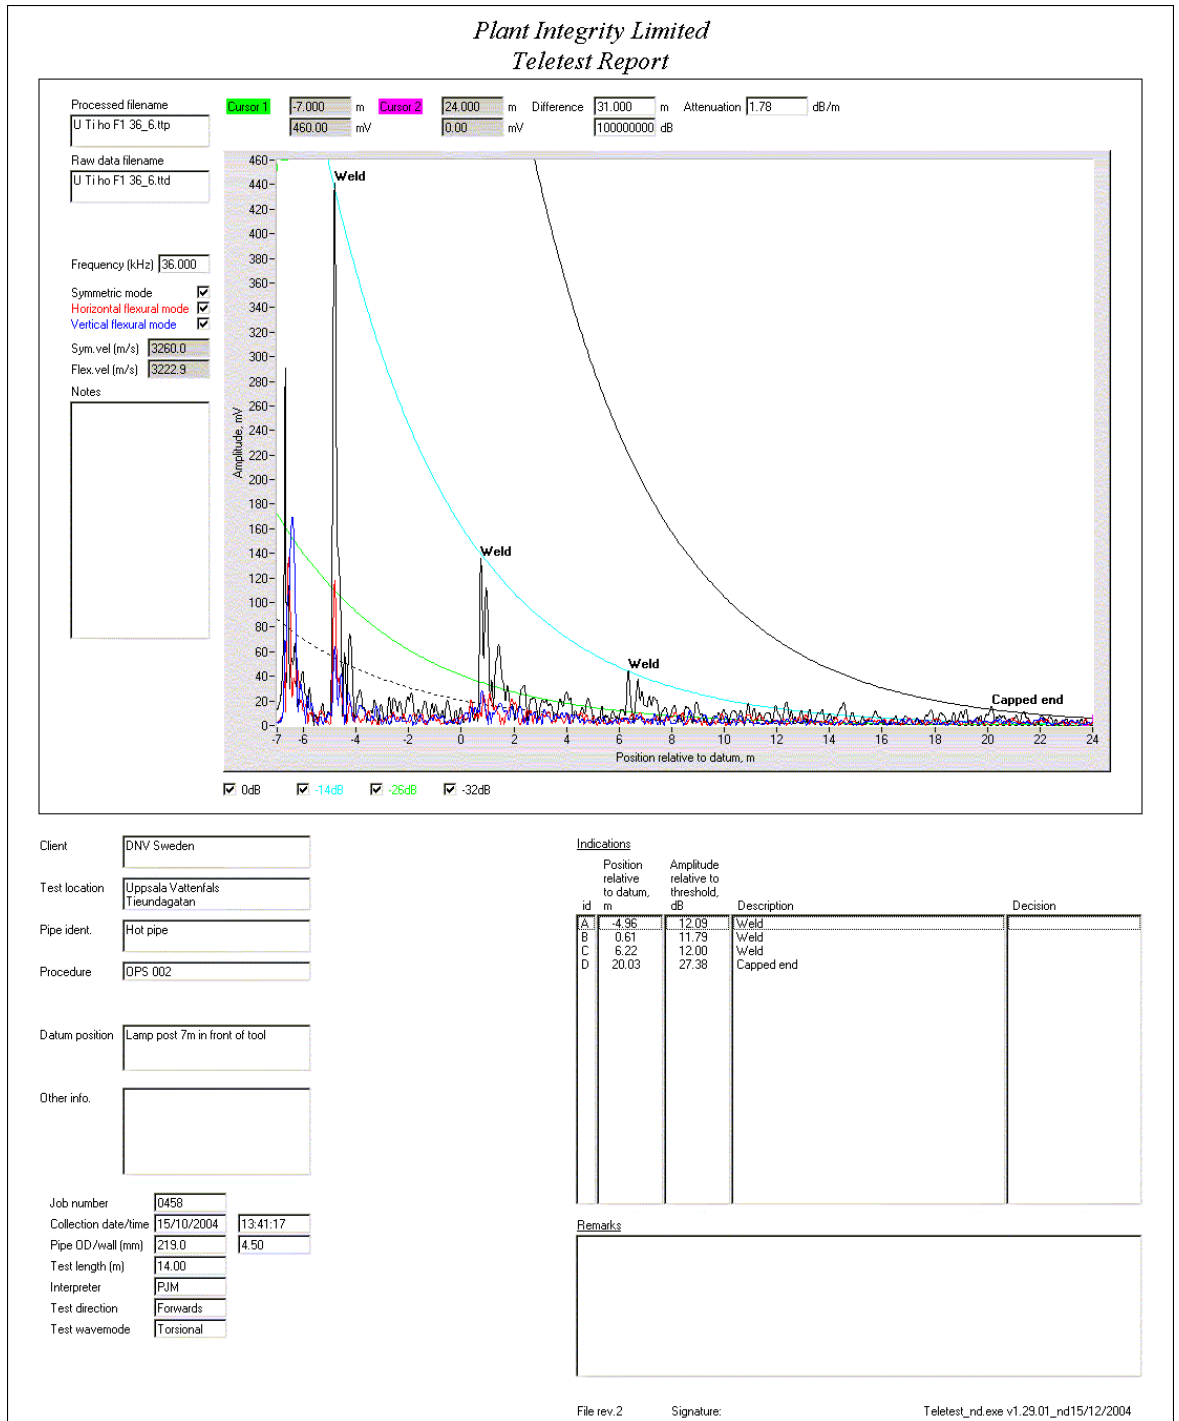 Plant Integrity Limited
Teletest Report
Processed filename
U Ti ho F1 36_6.ttp
Raw data filename
U Ti ho F1 36_6.ttd
Cursor 1 -7.000 m Cursor 2 24.000 m Difference 31.000 m Attenuation 1.78 dB/m
460.00 mV 0.00 mV 100000000 dB
Frequency (kHz) 36.000
Symmetric mode
Horizontal flexural mode
Vertical flexural mode
Sym.vel (m/s) 3260.0
Flex.vel (m/s) 3222.9
Notes
Amplitude, mV
460
440
420
400
380
360
340
320
300
280
260
240
220
200
180
160
140
120
100
80
60
40
20
0
Weld
Weld
Weld
Capped end
-7 -6 -4 -2 0 2 4 6 8 10 12 14 16 18 20 22 24
Position relative to datum, m
0dB -14dB -26dB -32dB
Client DNV Sweden
Test location Uppsala Vattenfals
Tieundagatan
Pipe ident. Hot pipe
Procedure OPS 002
Datum position Lamp post 7m in front of tool
Other info.
Job number 0458
Collection date/time 15/10/2004 13:41:17
Pipe OD/wall (mm) 219.0 4.50
Test length (m) 14.00
Interpreter PJM
Test direction Forwards
Test wavemode Torsional
Indications
Position Amplitude
relative relative to
to datum, threshold,
id m dB Description Decision
A -4.96 12.09 Weld
B 0.61 11.79 Weld
C 6.22 12.00 Weld
D 20.03 27.38 Capped end
Remarks
File rev.2 Signature: Teletest_nd.exe v1.29.01_nd15/12/2004